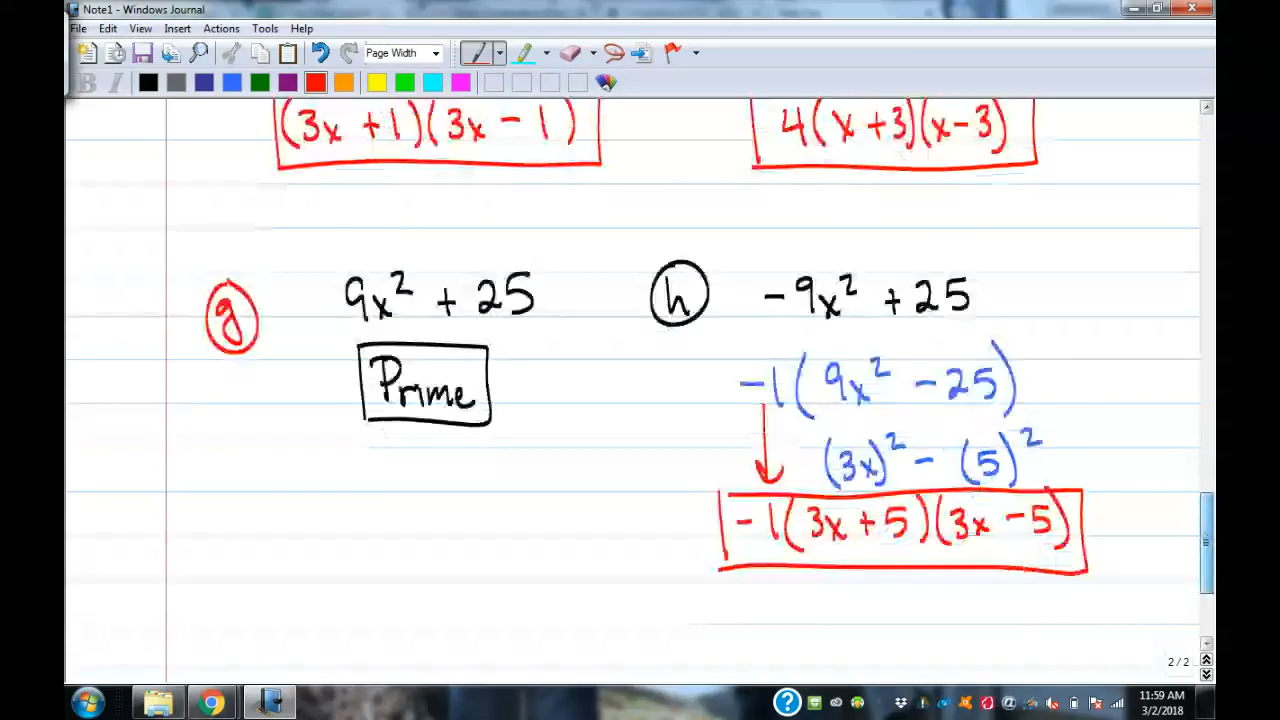 Note1 - Windows Journal
File Edit View Insert Actions Tools Help
Page Width
B I
(3x + 1)(3x - 1)
4(x + 3)(x - 3)
g 9x² + 25
Prime
h -9x² + 25
-1(9x² - 25)
(3x)² - (5)²
-1(3x + 5)(3x - 5)
2 / 2
11:59 AM
3/2/2018